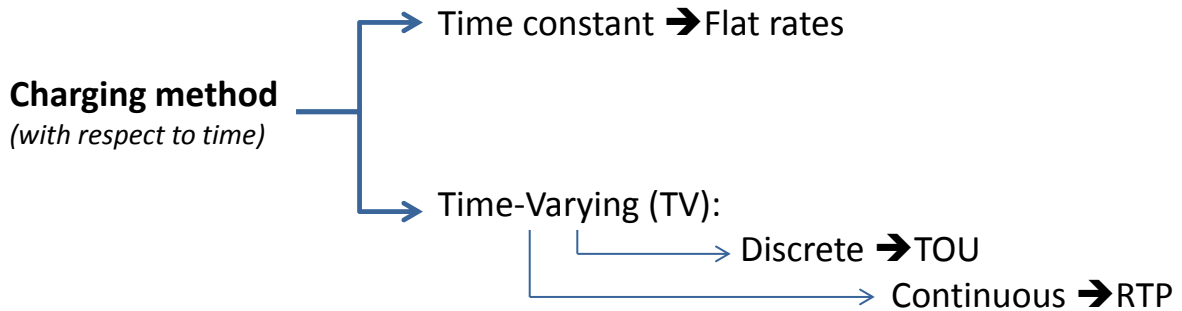 Time constant ➔Flat rates
Charging method
(with respect to time)
Time-Varying (TV):
Discrete ➔TOU
Continuous ➔RTP